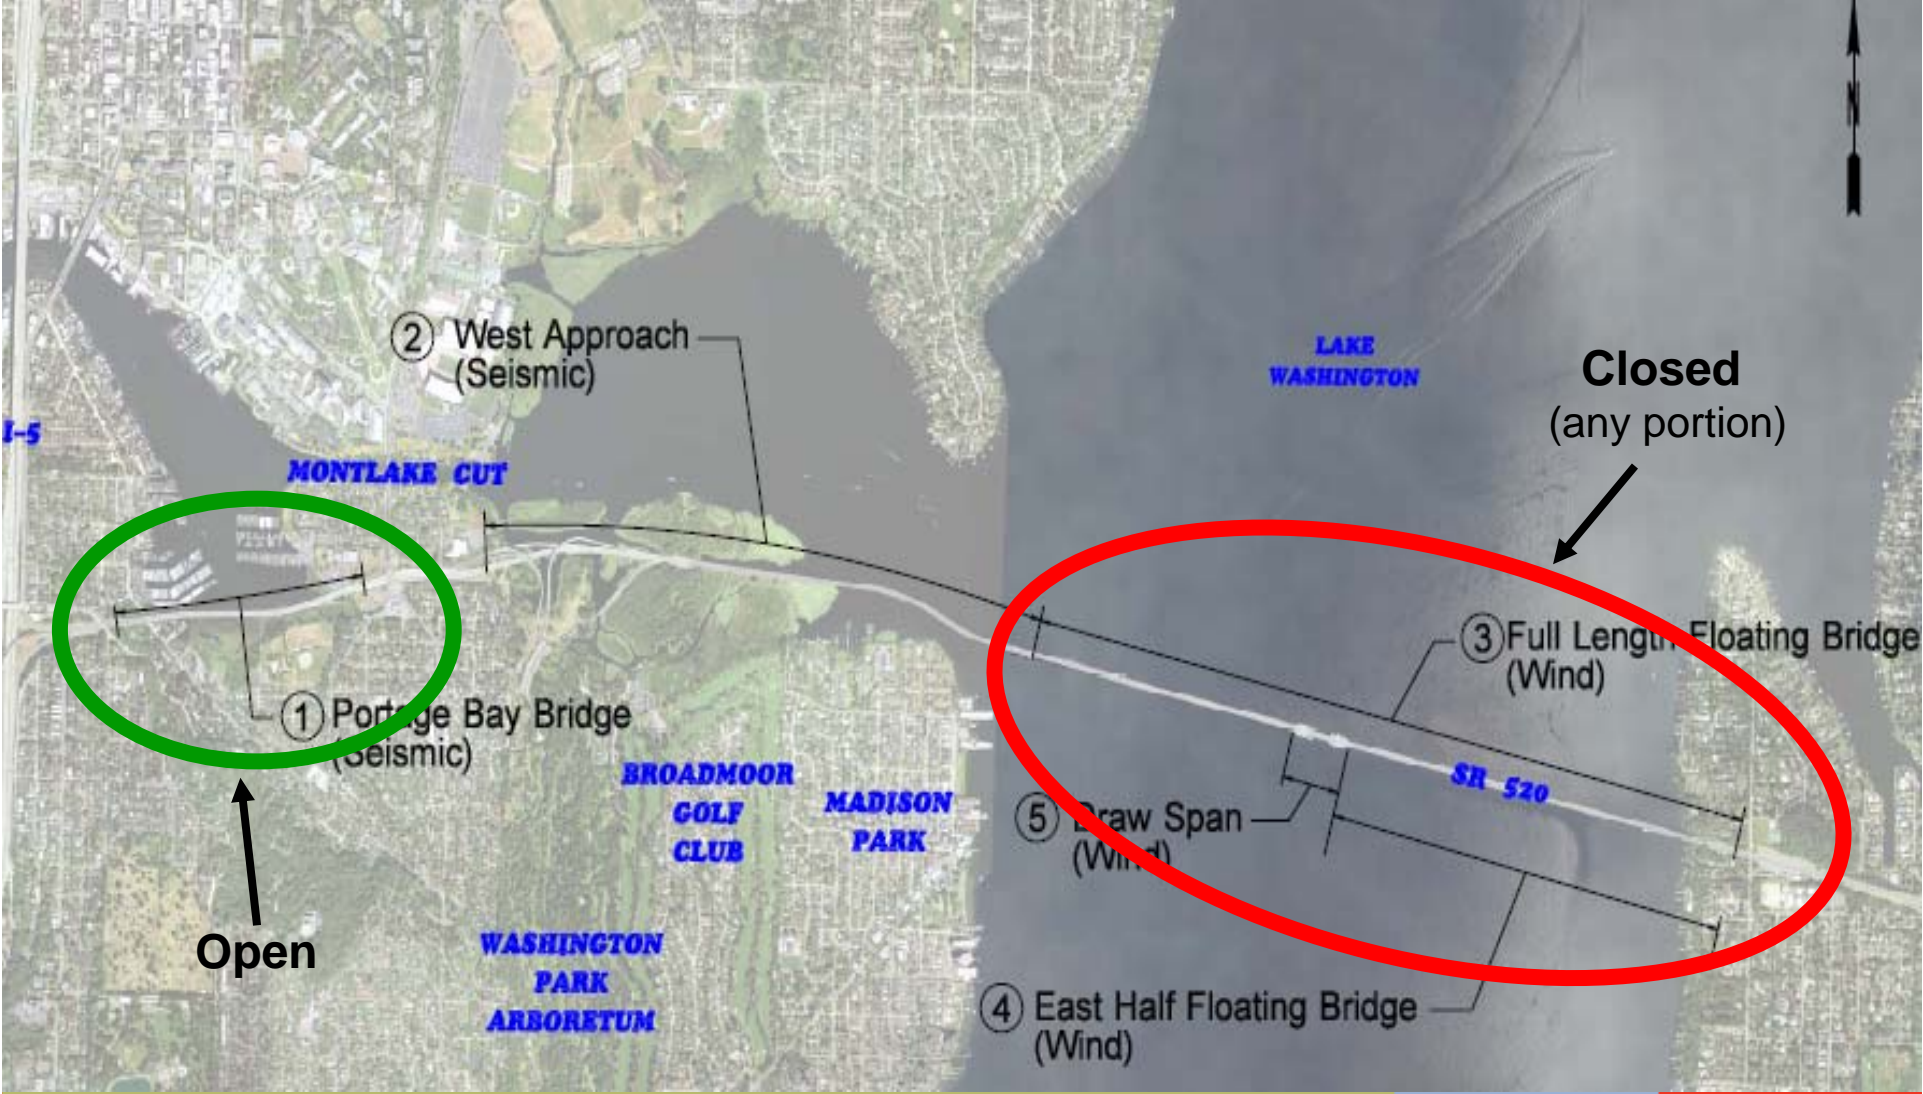 N
② West Approach
(Seismic)
LAKE
WASHINGTON
Closed
(any portion)
I-5
MONTLAKE CUT
③ Full Length Floating Bridge
(Wind)
① Portage Bay Bridge
(Seismic)
BROADMOOR
GOLF
CLUB
MADISON
PARK
SR 520
⑤ Draw Span
(Wind)
Open
WASHINGTON
PARK
ARBORETUM
④ East Half Floating Bridge
(Wind)